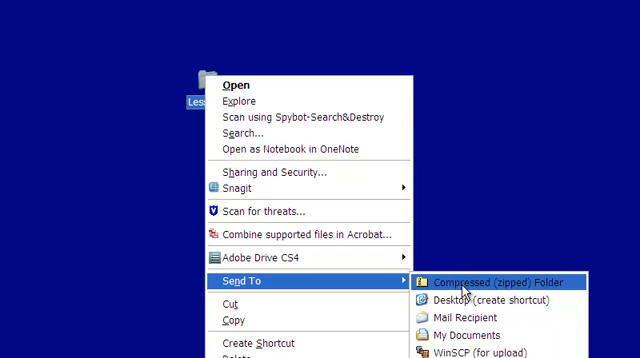 Les
Open
Explore
Scan using Spybot-Search&Destroy
Search...
Open as Notebook in OneNote
Sharing and Security...
Snagit
Scan for threats...
Combine supported files in Acrobat...
Adobe Drive CS4
Send To
Compressed (zipped) Folder
Desktop (create shortcut)
Mail Recipient
My Documents
WinSCP (for upload)
Cut
Copy
Create Shortcut
Delete